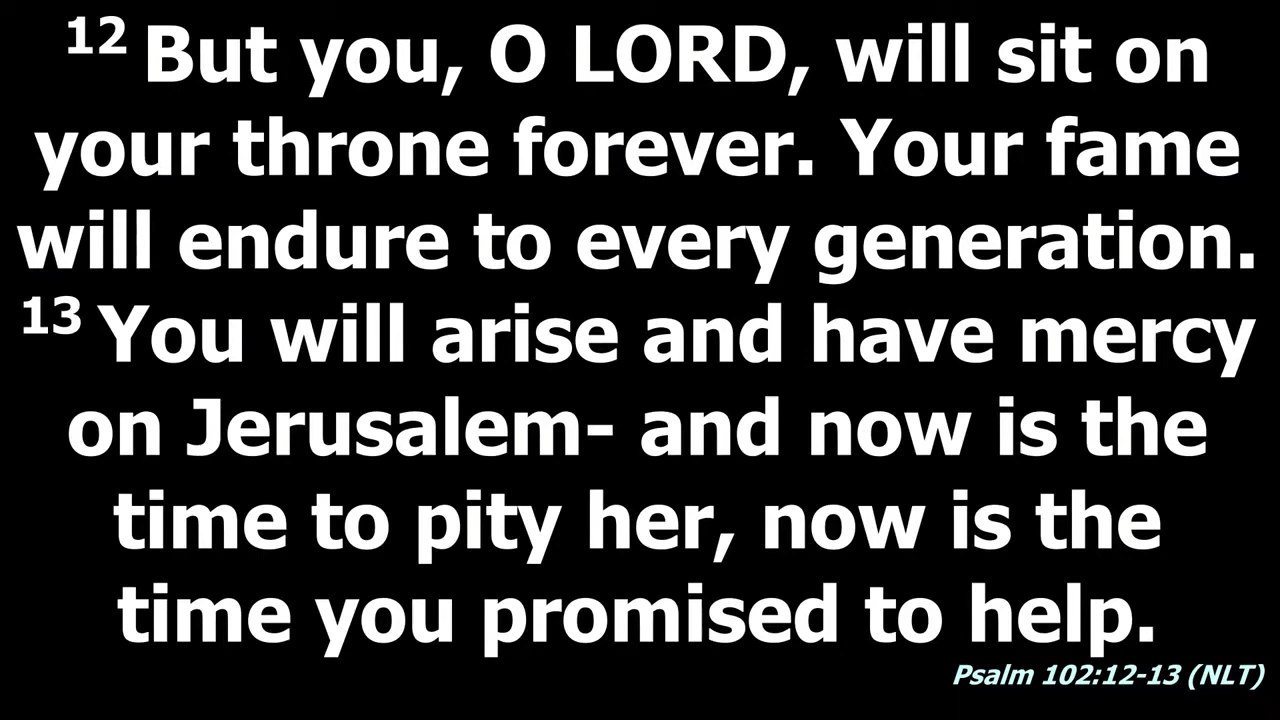 12 But you, O LORD, will sit on
your throne forever. Your fame
will endure to every generation.
13 You will arise and have mercy
on Jerusalem- and now is the
time to pity her, now is the
time you promised to help.
Psalm 102:12-13 (NLT)